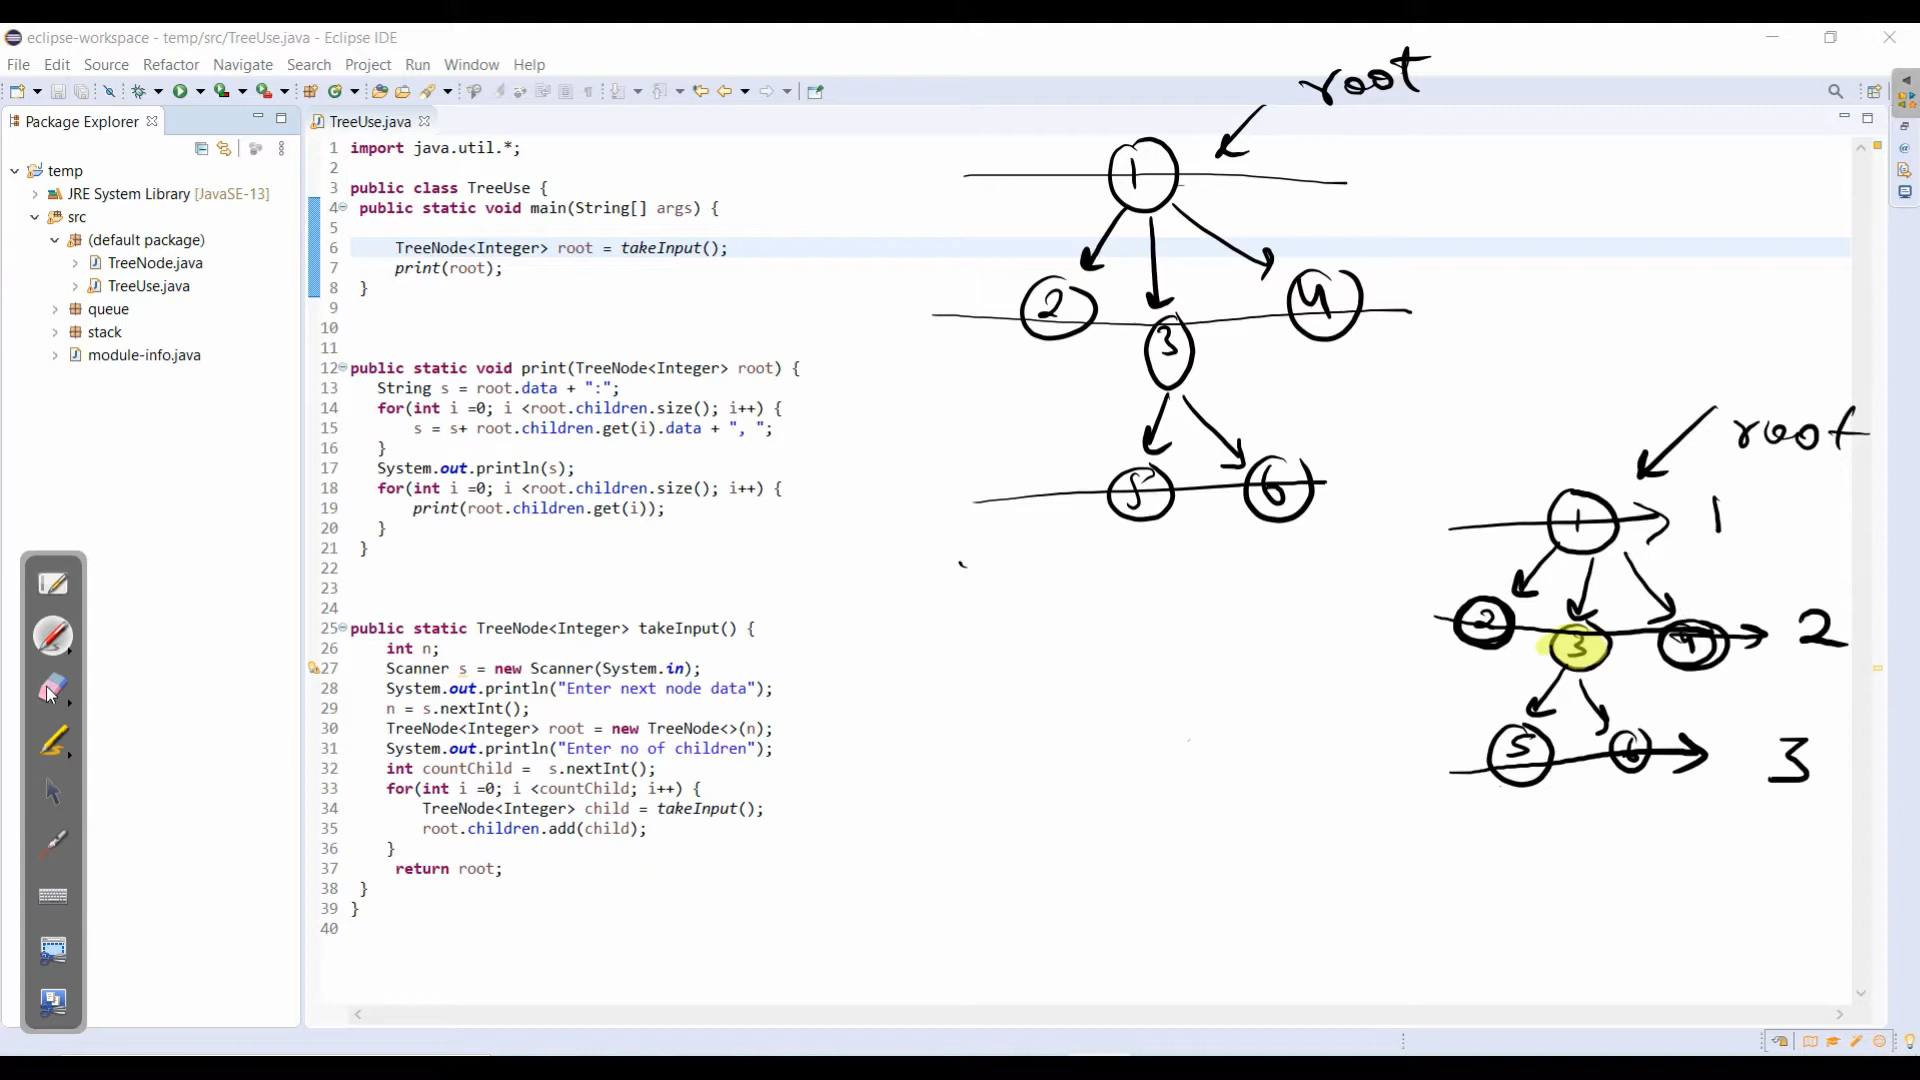 eclipse-workspace - temp/src/TreeUse.java - Eclipse IDE
File Edit Source Refactor Navigate Search Project Run Window Help
Package Explorer
TreeUse.java
temp
JRE System Library [JavaSE-13]
src
(default package)
TreeNode.java
TreeUse.java
queue
stack
module-info.java
1 import java.util.*;
2
3 public class TreeUse {
4 public static void main(String[] args) {
5
6 TreeNode<Integer> root = takeInput();
7 print(root);
8 }
9
10
11
12 public static void print(TreeNode<Integer> root) {
13 String s = root.data + ":";
14 for(int i =0; i <root.children.size(); i++) {
15 s = s+ root.children.get(i).data + ", ";
16 }
17 System.out.println(s);
18 for(int i =0; i <root.children.size(); i++) {
19 print(root.children.get(i));
20 }
21 }
22
23
24
25 public static TreeNode<Integer> takeInput() {
26 int n;
27 Scanner s = new Scanner(System.in);
28 System.out.println("Enter next node data");
29 n = s.nextInt();
30 TreeNode<Integer> root = new TreeNode<>(n);
31 System.out.println("Enter no of children");
32 int countChild =  s.nextInt();
33 for(int i =0; i <countChild; i++) {
34 TreeNode<Integer> child = takeInput();
35 root.children.add(child);
36 }
37 return root;
38 }
39 }
40
root
1
2 3 4
5 6
root
1 1
2 3 4 2
5 6 3